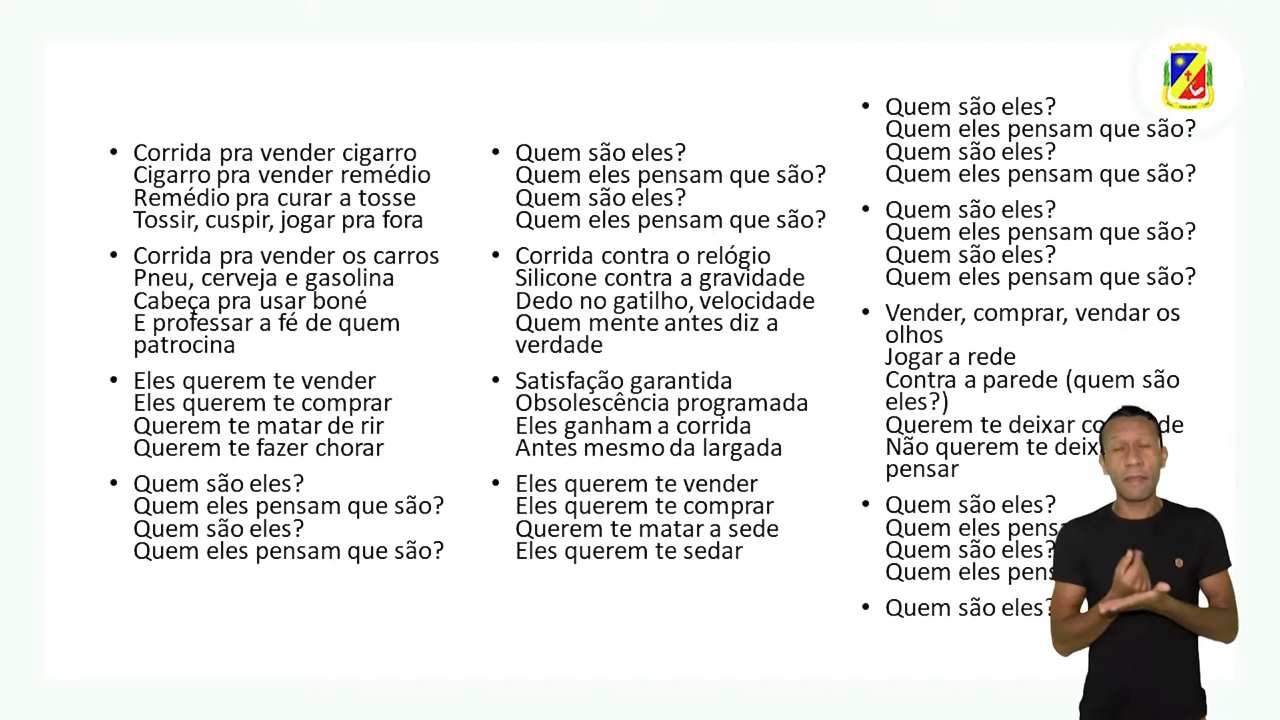 Corrida pra vender cigarro
Cigarro pra vender remédio
Remédio pra curar a tosse
Tossir, cuspir, jogar pra fora
Corrida pra vender os carros
Pneu, cerveja e gasolina
Cabeça pra usar boné
E professar a fé de quem
patrocina
Eles querem te vender
Eles querem te comprar
Querem te matar de rir
Querem te fazer chorar
Quem são eles?
Quem eles pensam que são?
Quem são eles?
Quem eles pensam que são?
Quem são eles?
Quem eles pensam que são?
Quem são eles?
Quem eles pensam que são?
Corrida contra o relógio
Silicone contra a gravidade
Dedo no gatilho, velocidade
Quem mente antes diz a
verdade
Satisfação garantida
Obsolescência programada
Eles ganham a corrida
Antes mesmo da largada
Eles querem te vender
Eles querem te comprar
Querem te matar a sede
Eles querem te sedar
Quem são eles?
Quem eles pensam que são?
Quem são eles?
Quem eles pensam que são?
Quem são eles?
Quem eles pensam que são?
Quem são eles?
Quem eles pensam que são?
Vender, comprar, vendar os
olhos
Jogar a rede
Contra a parede (quem são
eles?)
Querem te deixar
Não querem te
pensar
Quem são eles?
Quem eles
Quem são eles?
Quem eles
Quem são eles?